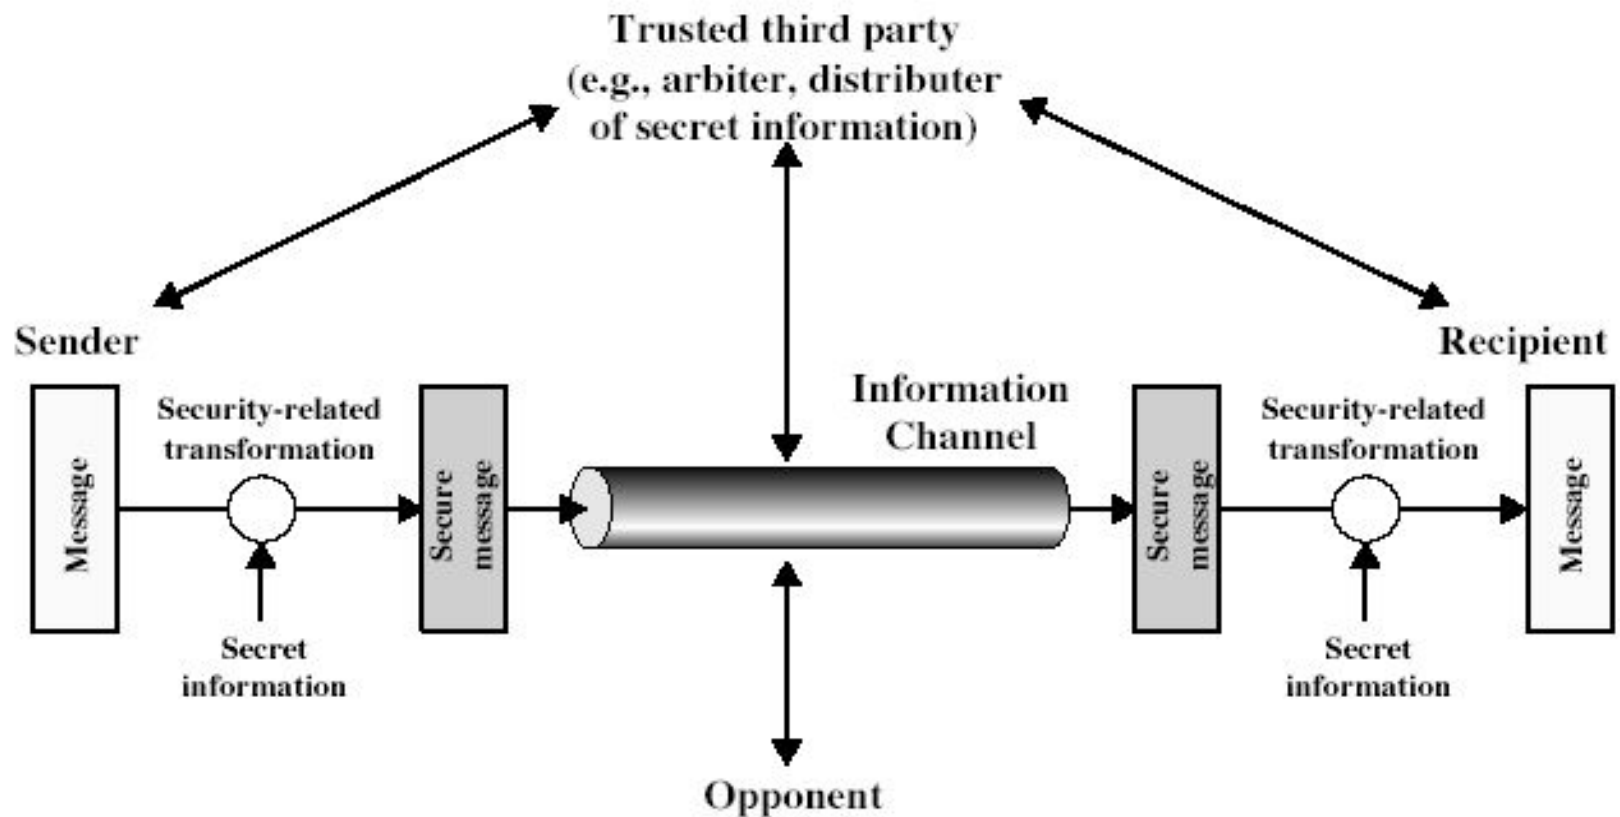 Trusted third party
(e.g., arbiter, distributer
of secret information)
Sender
Recipient
Information
Channel
Security-related
transformation
Security-related
transformation
Message
Secure
message
Secure
message
Message
Secret
information
Secret
information
Opponent